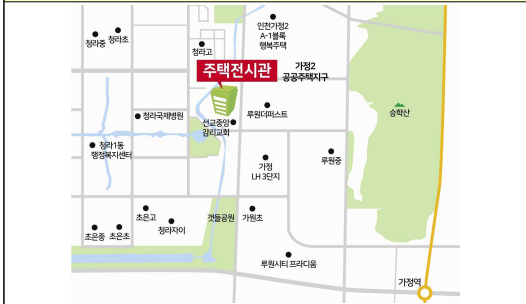 인천가정2
A-1블록
행복주택
청라중
청라초
청라고
가정2
공공주택지구
주택전시관
승학산
청라국제병원
루원더퍼스트
선교중앙
감리교회
청라1동
행정복지센터
루원중
가정
LH 3단지
초은고
청라자이
갯들공원
가원초
초은중
초은초
루원시티 프라디움
가정역